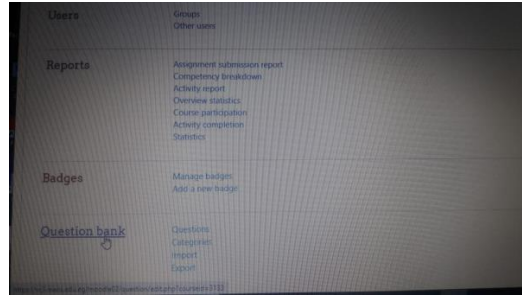 Users
Groups
Other users
Reports
Assignment submission report
Competency breakdown
Activity report
Overview statistics
Course participation
Activity completion
Statistics
Badges
Manage badges
Add a new badge
Question bank
Questions
Categories
Import
Export